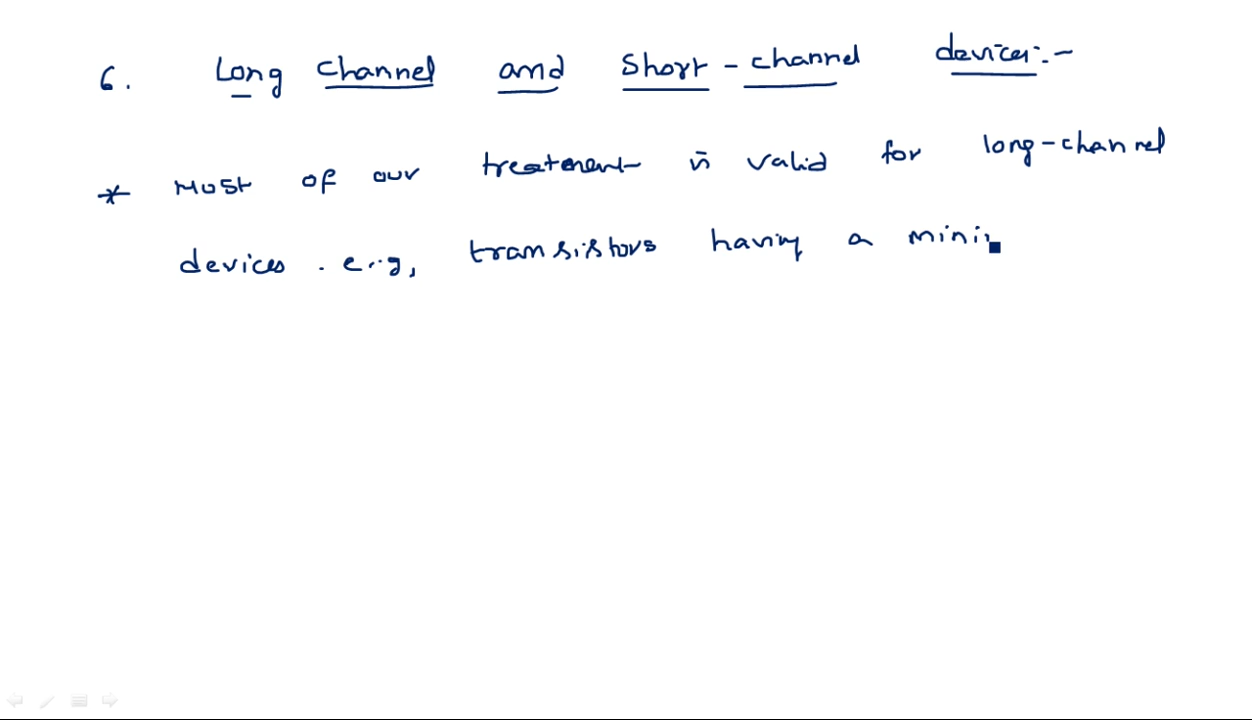 6. Long channel and short-channel devices:-
* Most of our treatment is valid for long-channel
devices. e.g, transistors having a mini